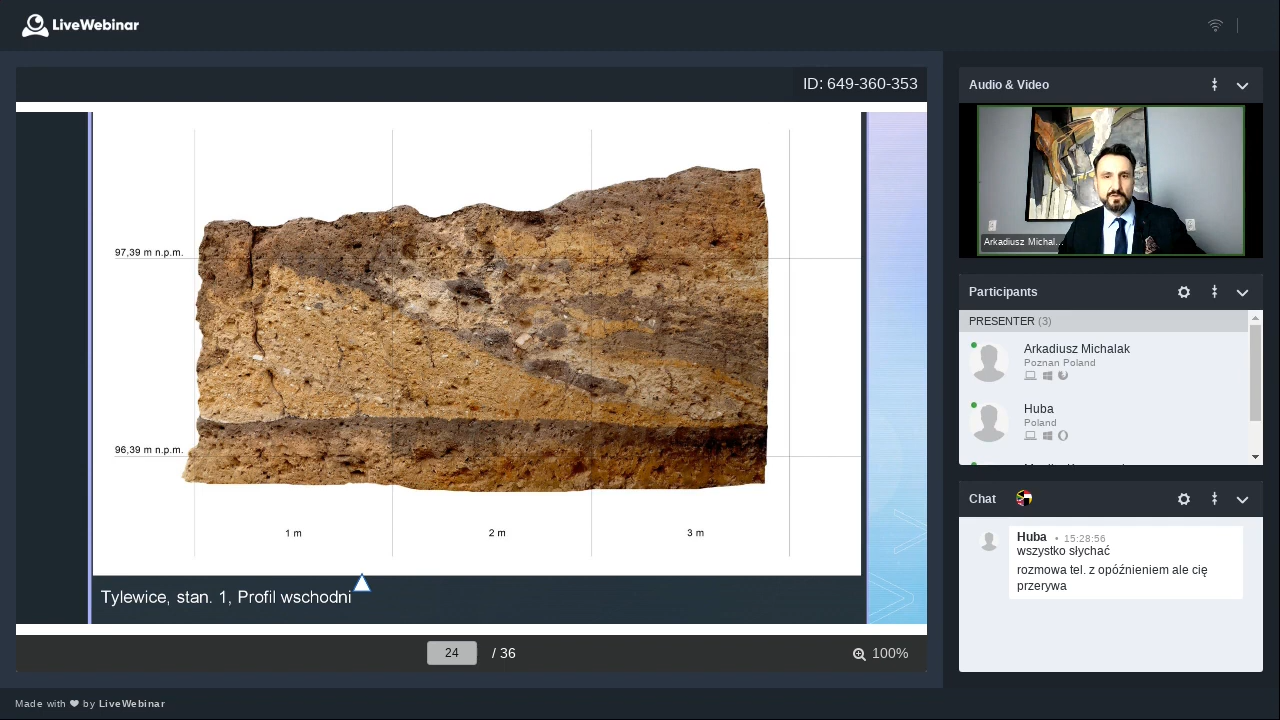 LiveWebinar
ID: 649-360-353
97,39 m n.p.m.
96,39 m n.p.m.
1 m
2 m
3 m
Tylewice, stan. 1, Profil wschodni
24 / 36
100%
Audio & Video
Arkadiusz Michal...
Participants
PRESENTER (3)
Arkadiusz Michalak
Poznan Poland
Huba
Poland
Chat
Huba • 15:28:56
wszystko słychać
rozmowa tel. z opóźnieniem ale cię
przerywa
Made with by LiveWebinar